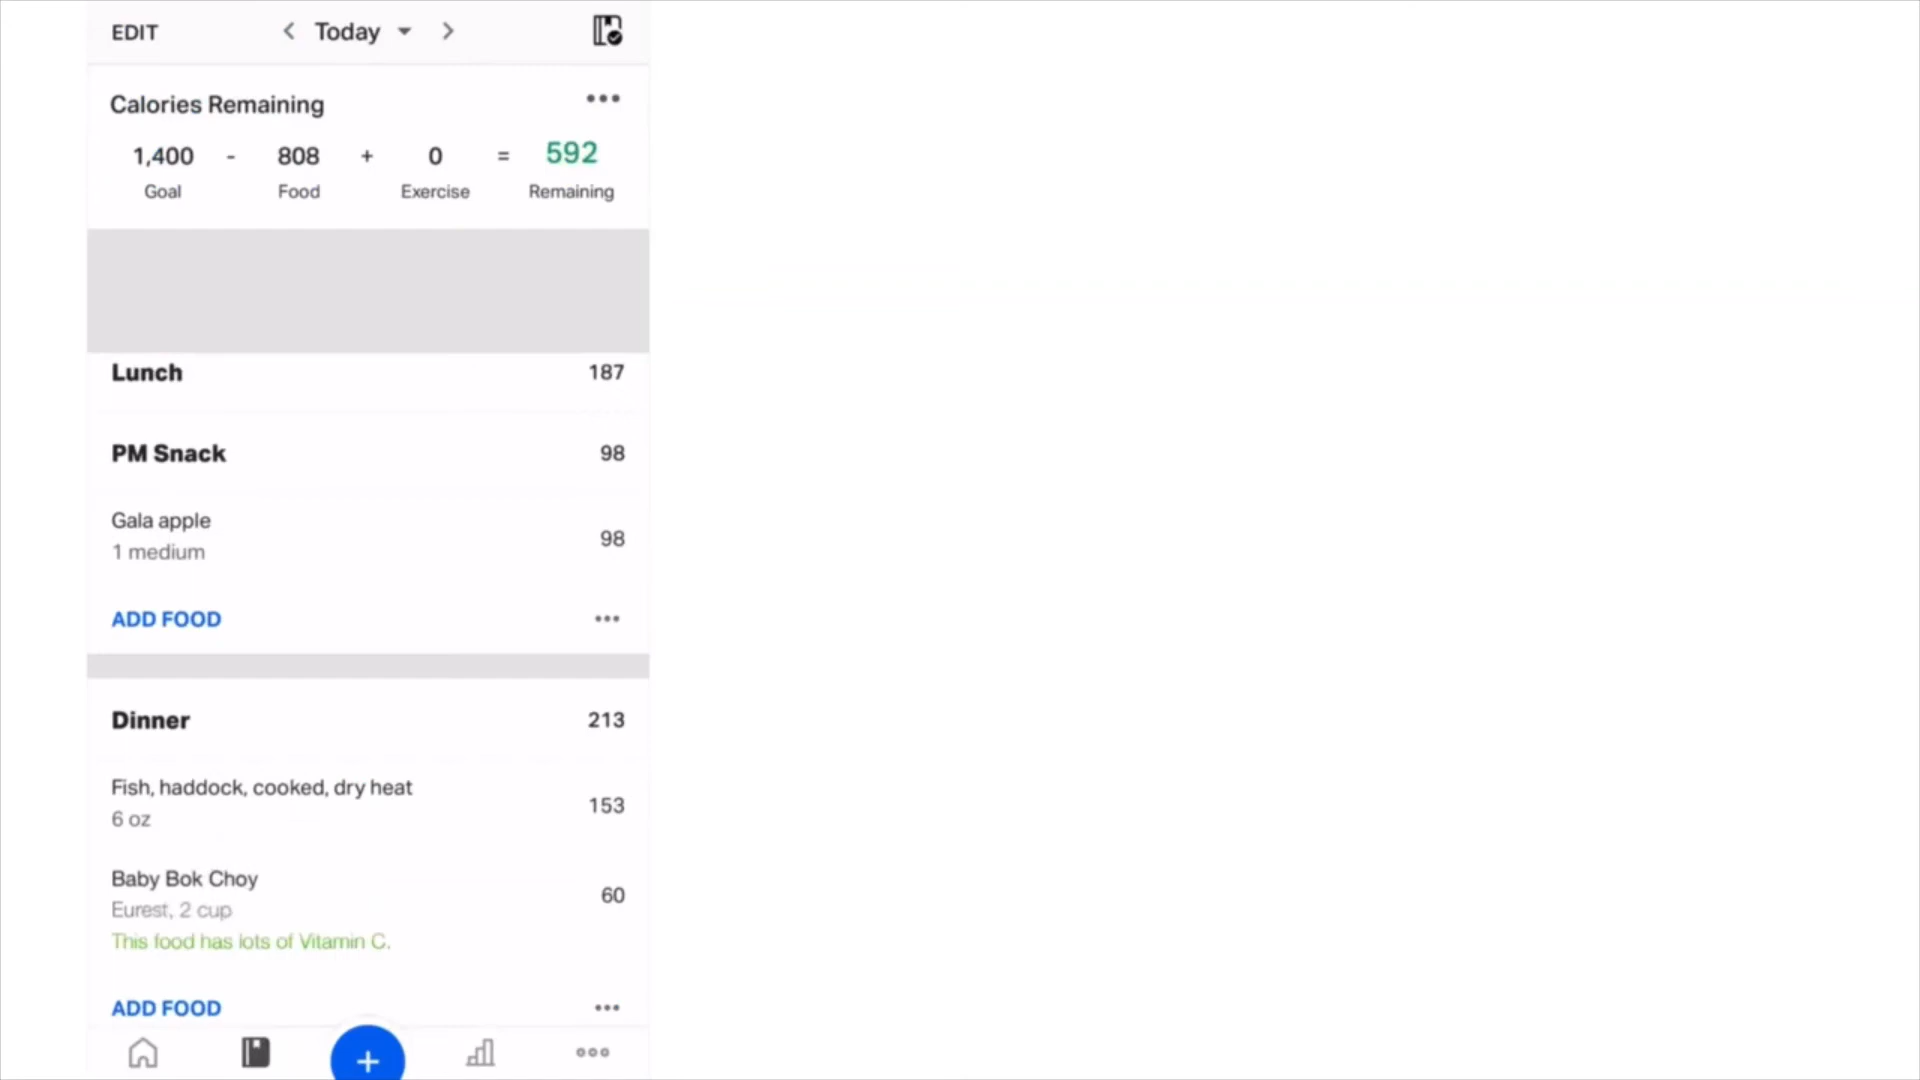 EDIT
Today
Calories Remaining
1,400 - 808 + 0 = 592
Goal Food Exercise Remaining
Lunch 187
PM Snack 98
Gala apple
1 medium
98
ADD FOOD
Dinner 213
Fish, haddock, cooked, dry heat
6 oz
153
Baby Bok Choy
Eurest, 2 cup
60
This food has lots of Vitamin C.
ADD FOOD